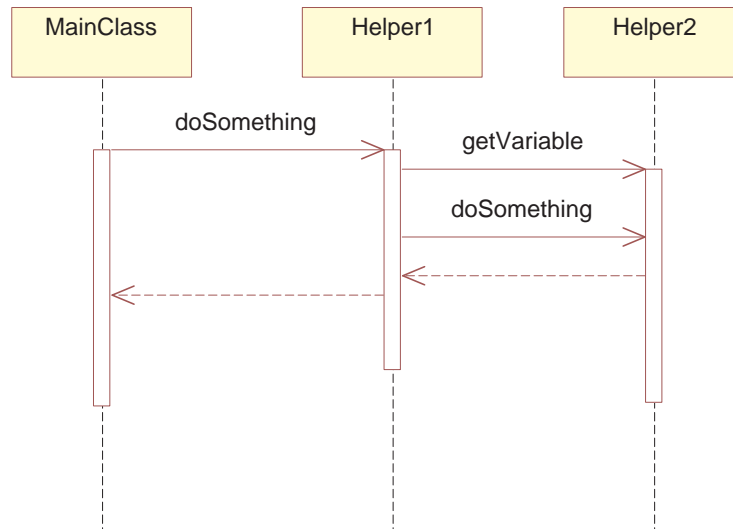 MainClass
Helper1
Helper2
doSomething
getVariable
doSomething